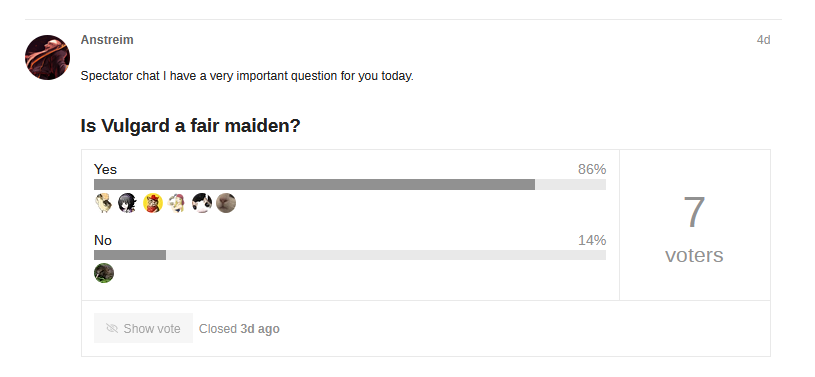 Anstreim
4d
Spectator chat I have a very important question for you today.
Is Vulgard a fair maiden?
Yes
86%
No
14%
7
voters
Show vote
Closed 3d ago